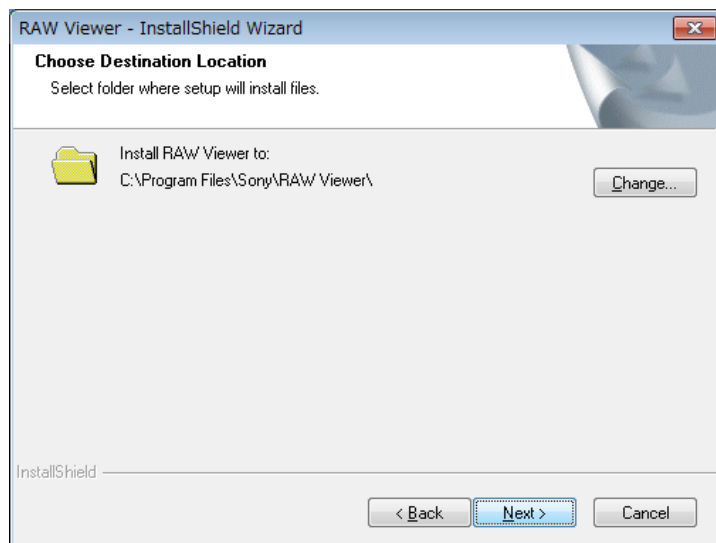 RAW Viewer - InstallShield Wizard
Choose Destination Location
Select folder where setup will install files.
Install RAW Viewer to:
C:\Program Files\Sony\RAW Viewer\
Change...
InstallShield
< Back
Next >
Cancel